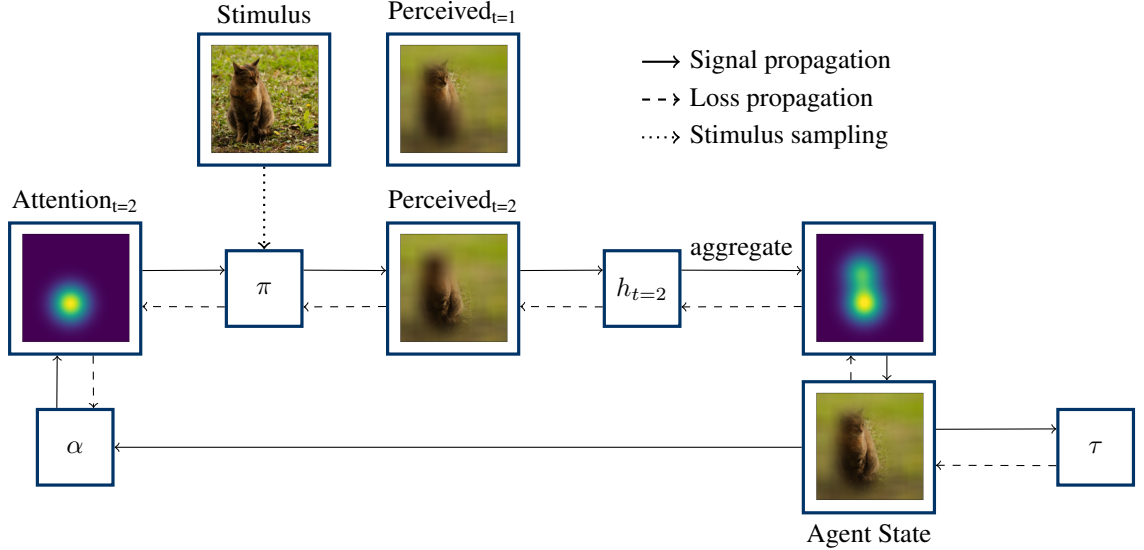 Stimulus
Perceived_{t=1}
Signal propagation
Loss propagation
Stimulus sampling
Attention_{t=2}
Perceived_{t=2}
π
h_{t=2}
aggregate
α
τ
Agent State